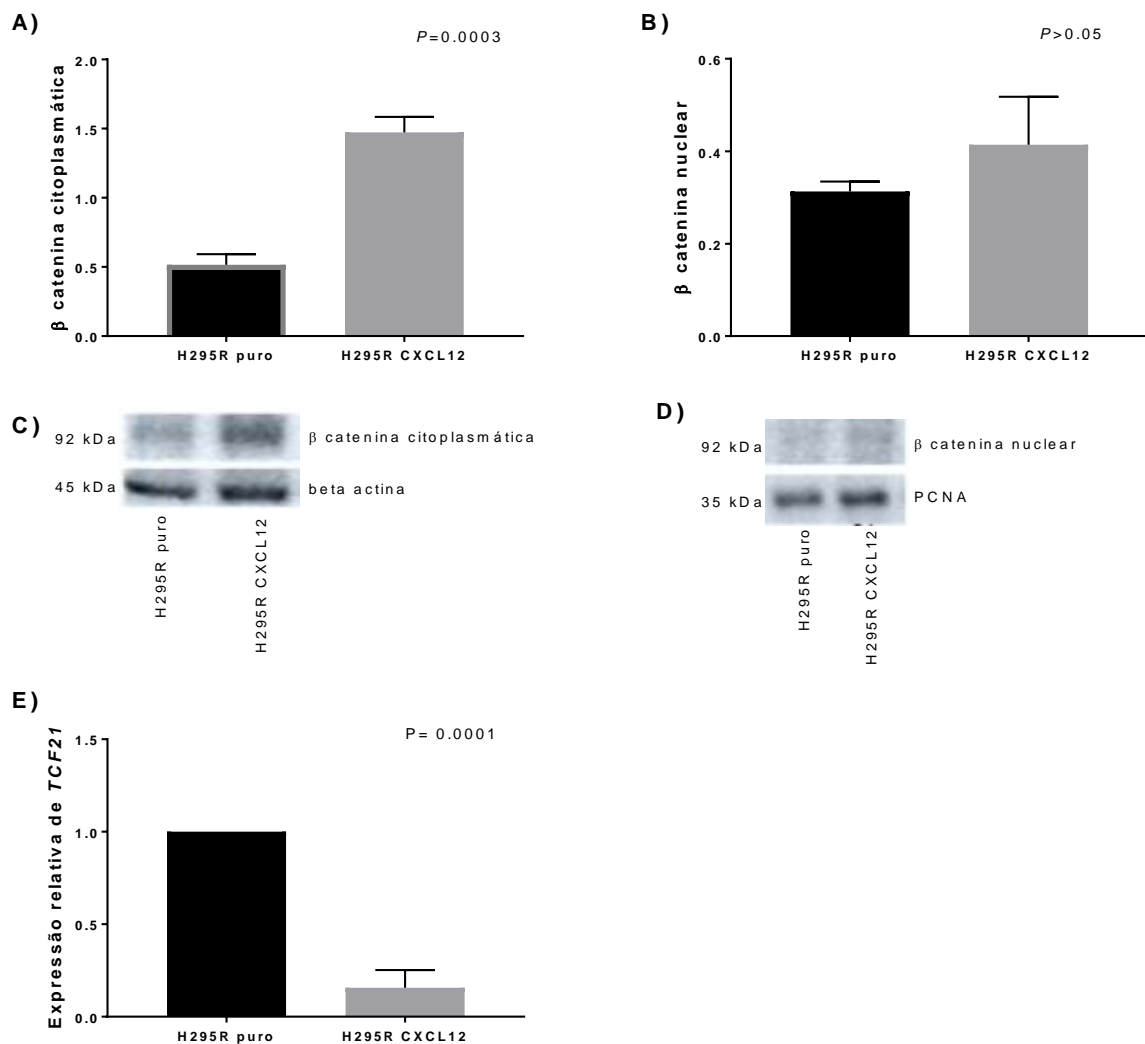 A)
P=0.0003
β catenina citoplasmática
2.0
1.5
1.0
0.5
0.0
H295R puro
H295R CXCL12
B)
P>0.05
β catenina nuclear
0.6
0.4
0.2
0.0
H295R puro
H295R CXCL12
C)
92 kDa
β catenina citoplasmática
45 kDa
beta actina
H295R puro
H295R CXCL12
D)
92 kDa
β catenina nuclear
35 kDa
PCNA
H295R puro
H295R CXCL12
E)
P= 0.0001
Expressão relativa de TCF21
1.5
1.0
0.5
0.0
H295R puro
H295R CXCL12